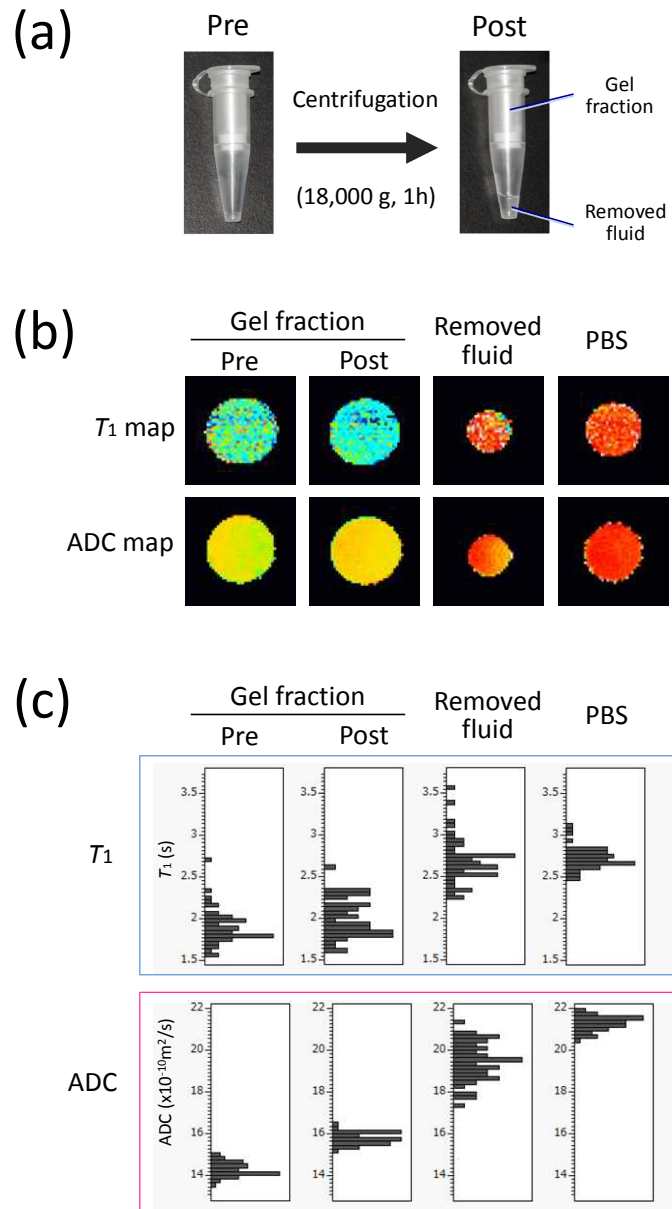 (a)
Pre
Post
Centrifugation
(18,000 g, 1h)
Gel
fraction
Removed
fluid
(b)
Gel fraction
Removed
fluid
PBS
Pre
Post
T1 map
ADC map
(c)
Gel fraction
Removed
fluid
PBS
Pre
Post
T1
T1 (s)
3.5
3
2.5
2
1.5
3.5
3
2.5
2
1.5
3.5
3
2.5
2
1.5
3.5
3
2.5
2
1.5
ADC
ADC (x10⁻¹⁰m²/s)
22
20
18
16
14
22
20
18
16
14
22
20
18
16
14
22
20
18
16
14